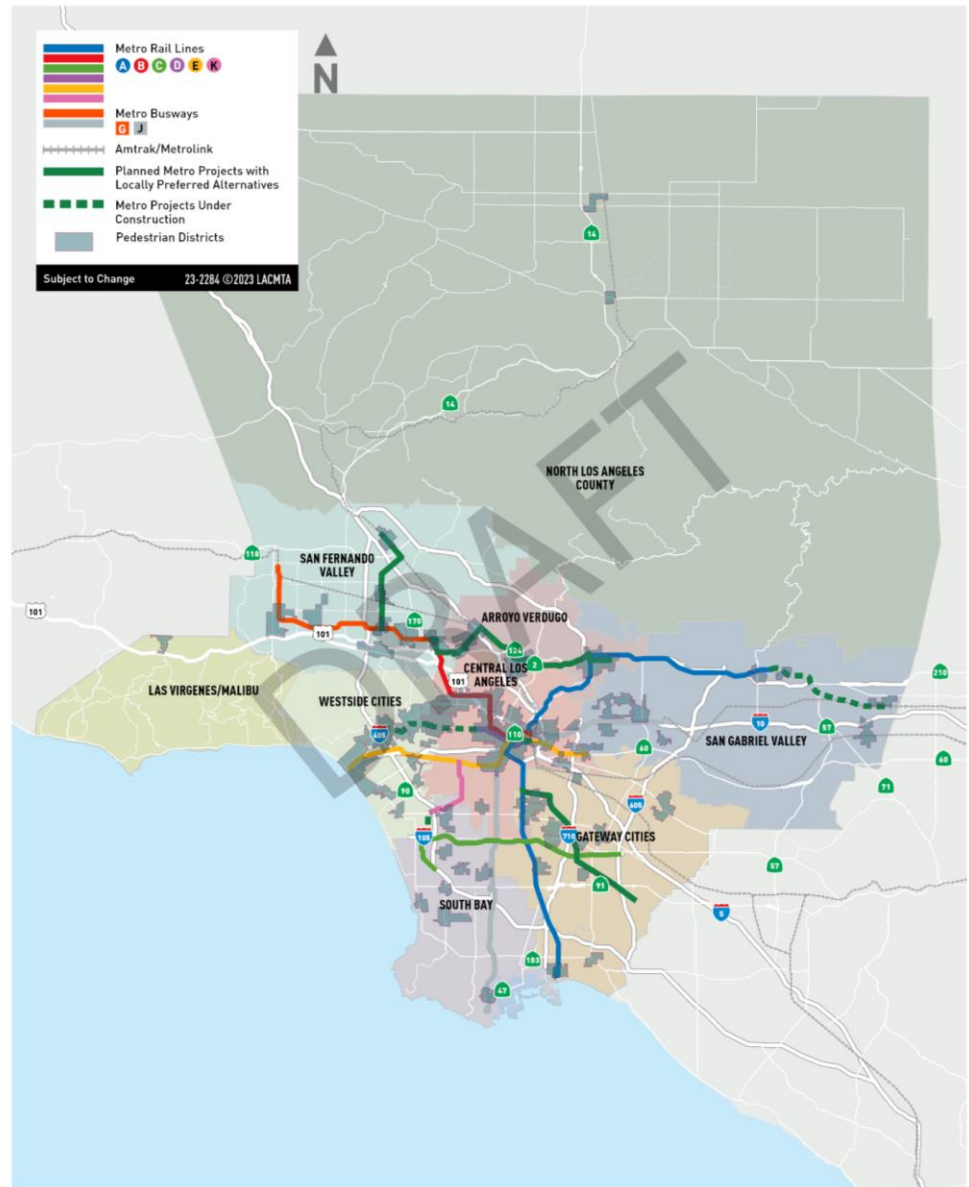 Metro Rail Lines
A B C D E K
Metro Busways
G J
Amtrak/Metrolink
Planned Metro Projects with
Locally Preferred Alternatives
Metro Projects Under
Construction
Pedestrian Districts
Subject to Change 23-2284 ©2023 LACMTA
N
14
14
DRAFT
NORTH LOS ANGELES
COUNTY
118
SAN FERNANDO
VALLEY
101
101
170
ARROYO VERDUGO
134
2
CENTRAL LOS
ANGELES
101
LAS VIRGENES/MALIBU
WESTSIDE CITIES
405
110
10
210
57
SAN GABRIEL VALLEY
60
60
71
90
605
105
710
GATEWAY CITIES
57
91
SOUTH BAY
5
103
47